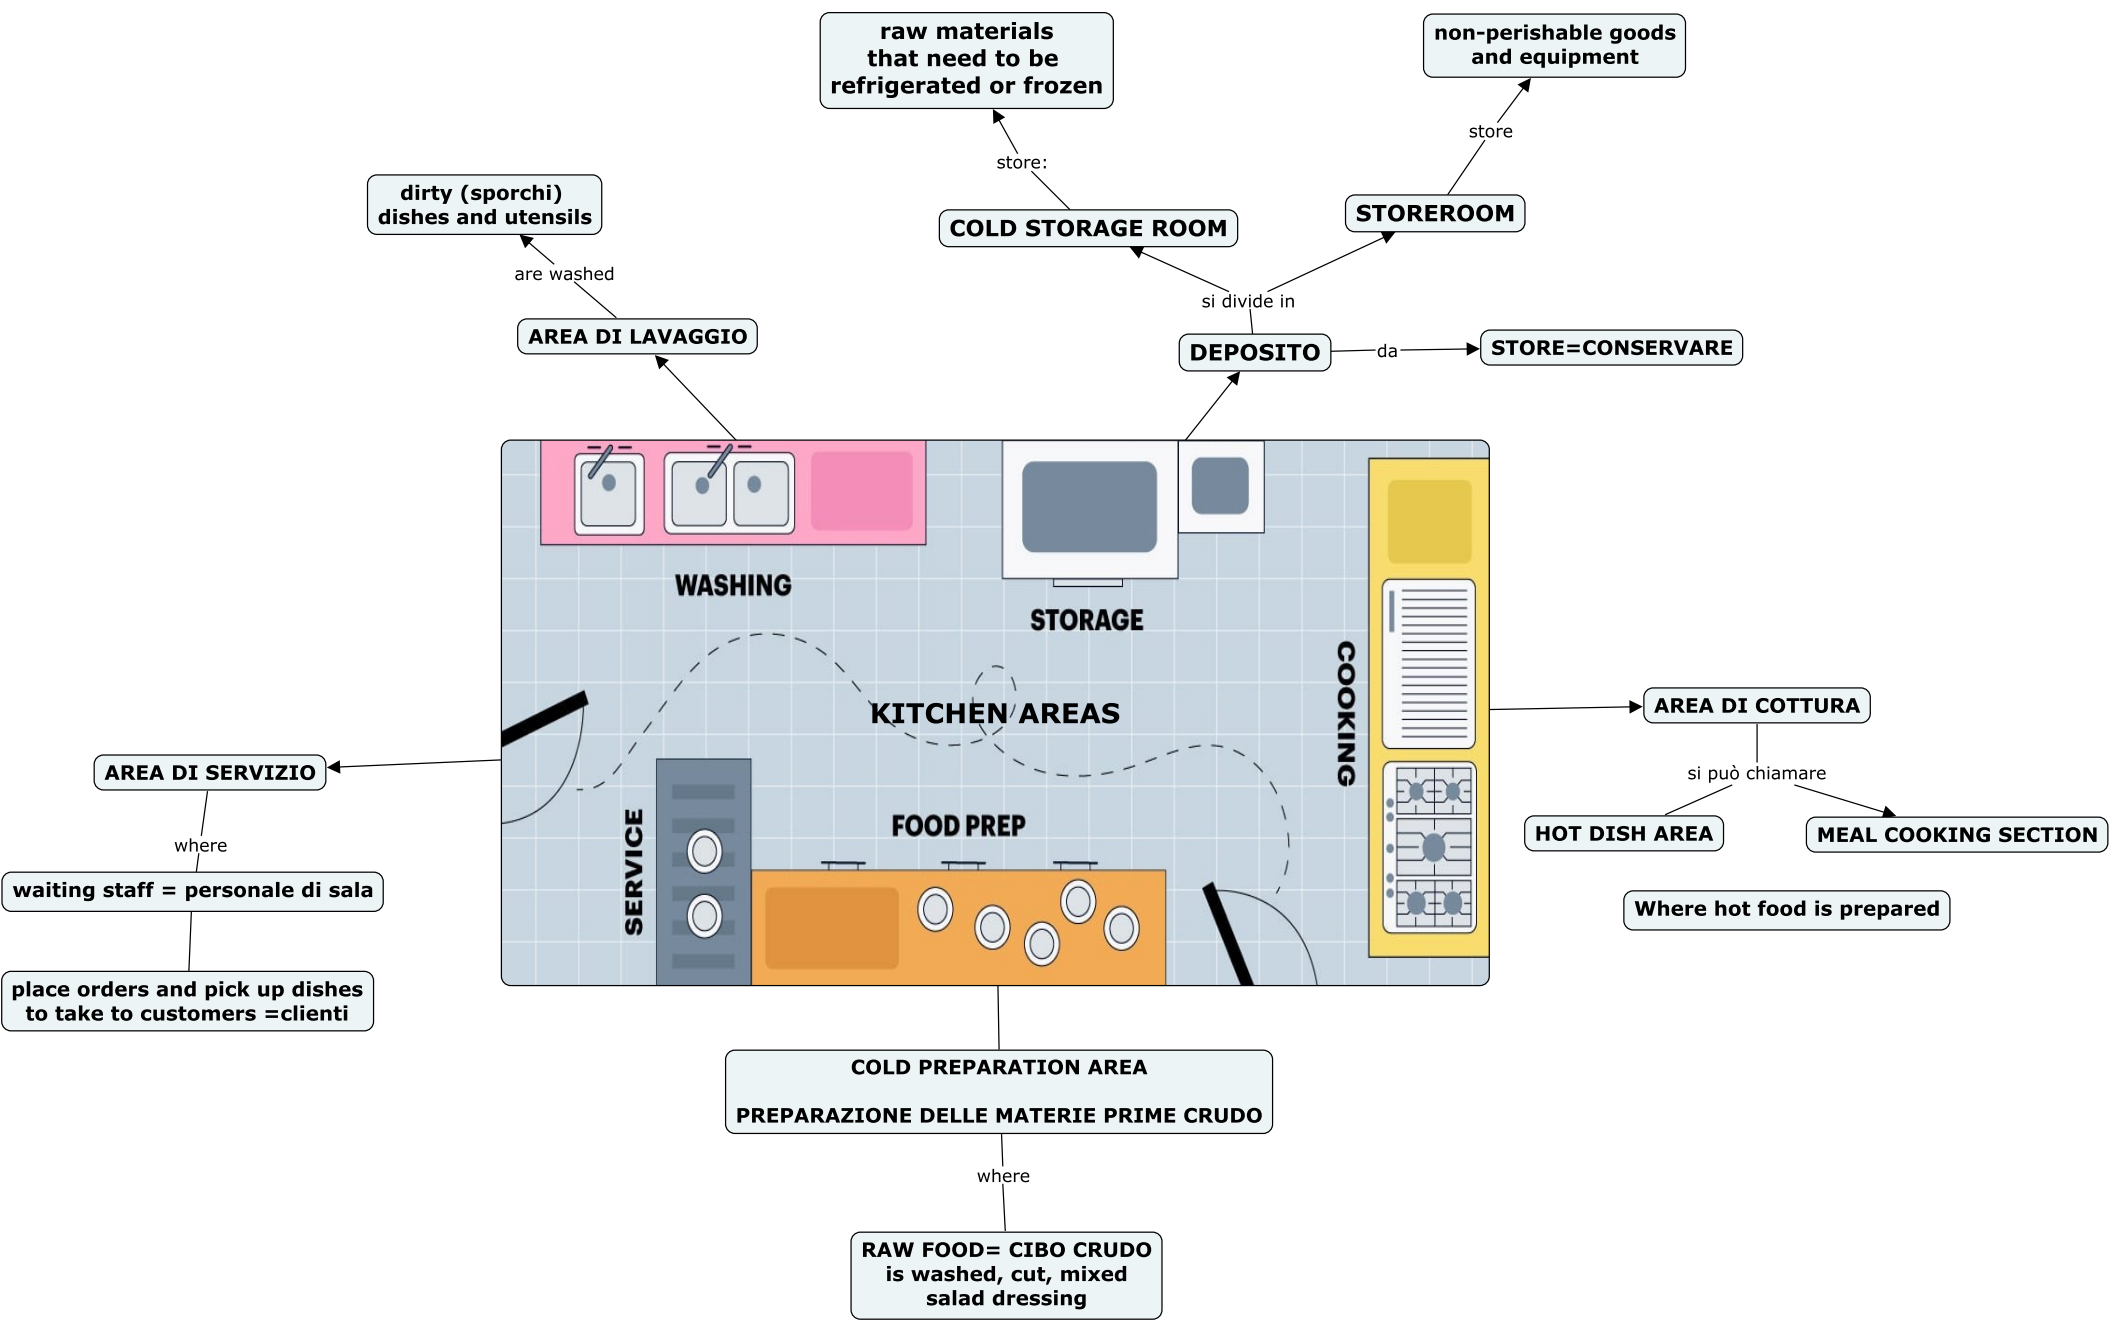 raw materials
that need to be
refrigerated or frozen
non-perishable goods
and equipment
store
store:
dirty (sporchi)
dishes and utensils
STOREROOM
COLD STORAGE ROOM
are washed
si divide in
AREA DI LAVAGGIO
DEPOSITO
da
STORE=CONSERVARE
WASHING
STORAGE
COOKING
KITCHEN AREAS
AREA DI COTTURA
AREA DI SERVIZIO
si può chiamare
SERVICE
FOOD PREP
HOT DISH AREA
MEAL COOKING SECTION
where
waiting staff = personale di sala
Where hot food is prepared
place orders and pick up dishes
to take to customers =clienti
COLD PREPARATION AREA
PREPARAZIONE DELLE MATERIE PRIME CRUDO
where
RAW FOOD= CIBO CRUDO
is washed, cut, mixed
salad dressing